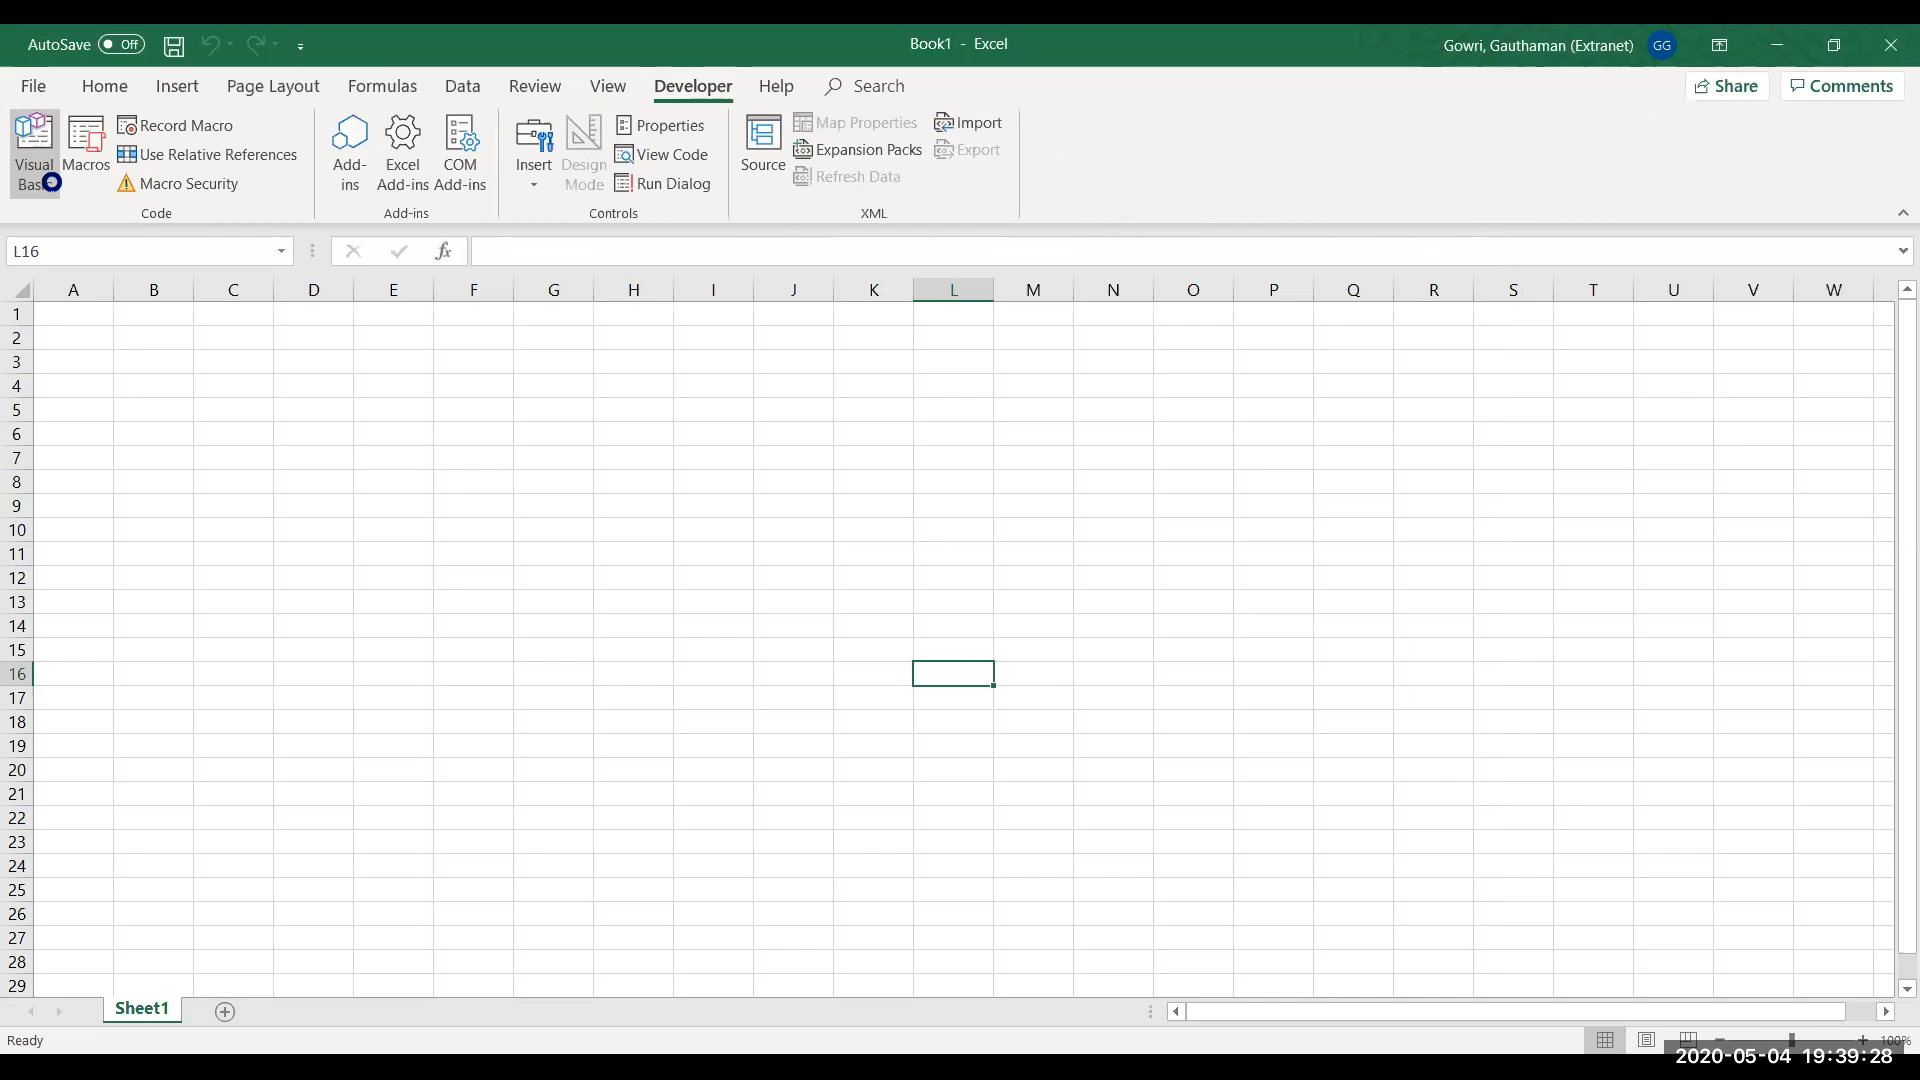 AutoSave Off
Book1 - Excel
Gowri, Gauthaman (Extranet) GG
File Home Insert Page Layout Formulas Data Review View Developer Help Search Share Comments
Visual
Macros
Record Macro
Use Relative References
Macro Security
Code
Add-
ins
Excel
Add-ins
COM
Add-ins
Add-ins
Insert
Design
Mode
Properties
View Code
Run Dialog
Controls
Source
Map Properties
Expansion Packs
Refresh Data
Import
Export
XML
L16
fx
A B C D E F G H I J K L M N O P Q R S T U V W
1
2
3
4
5
6
7
8
9
10
11
12
13
14
15
16
17
18
19
20
21
22
23
24
25
26
27
28
29
Sheet1
Ready
100%
2020-05-04 19:39:28